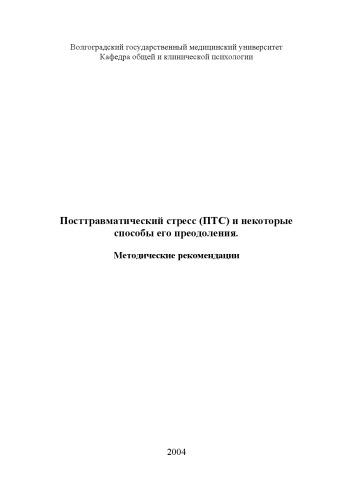 Волгоградский государственный медицинский университет
Кафедра общей и клинической психологии
Посттравматический стресс (ПТС) и некоторые
способы его преодоления.
Методические рекомендации
2004